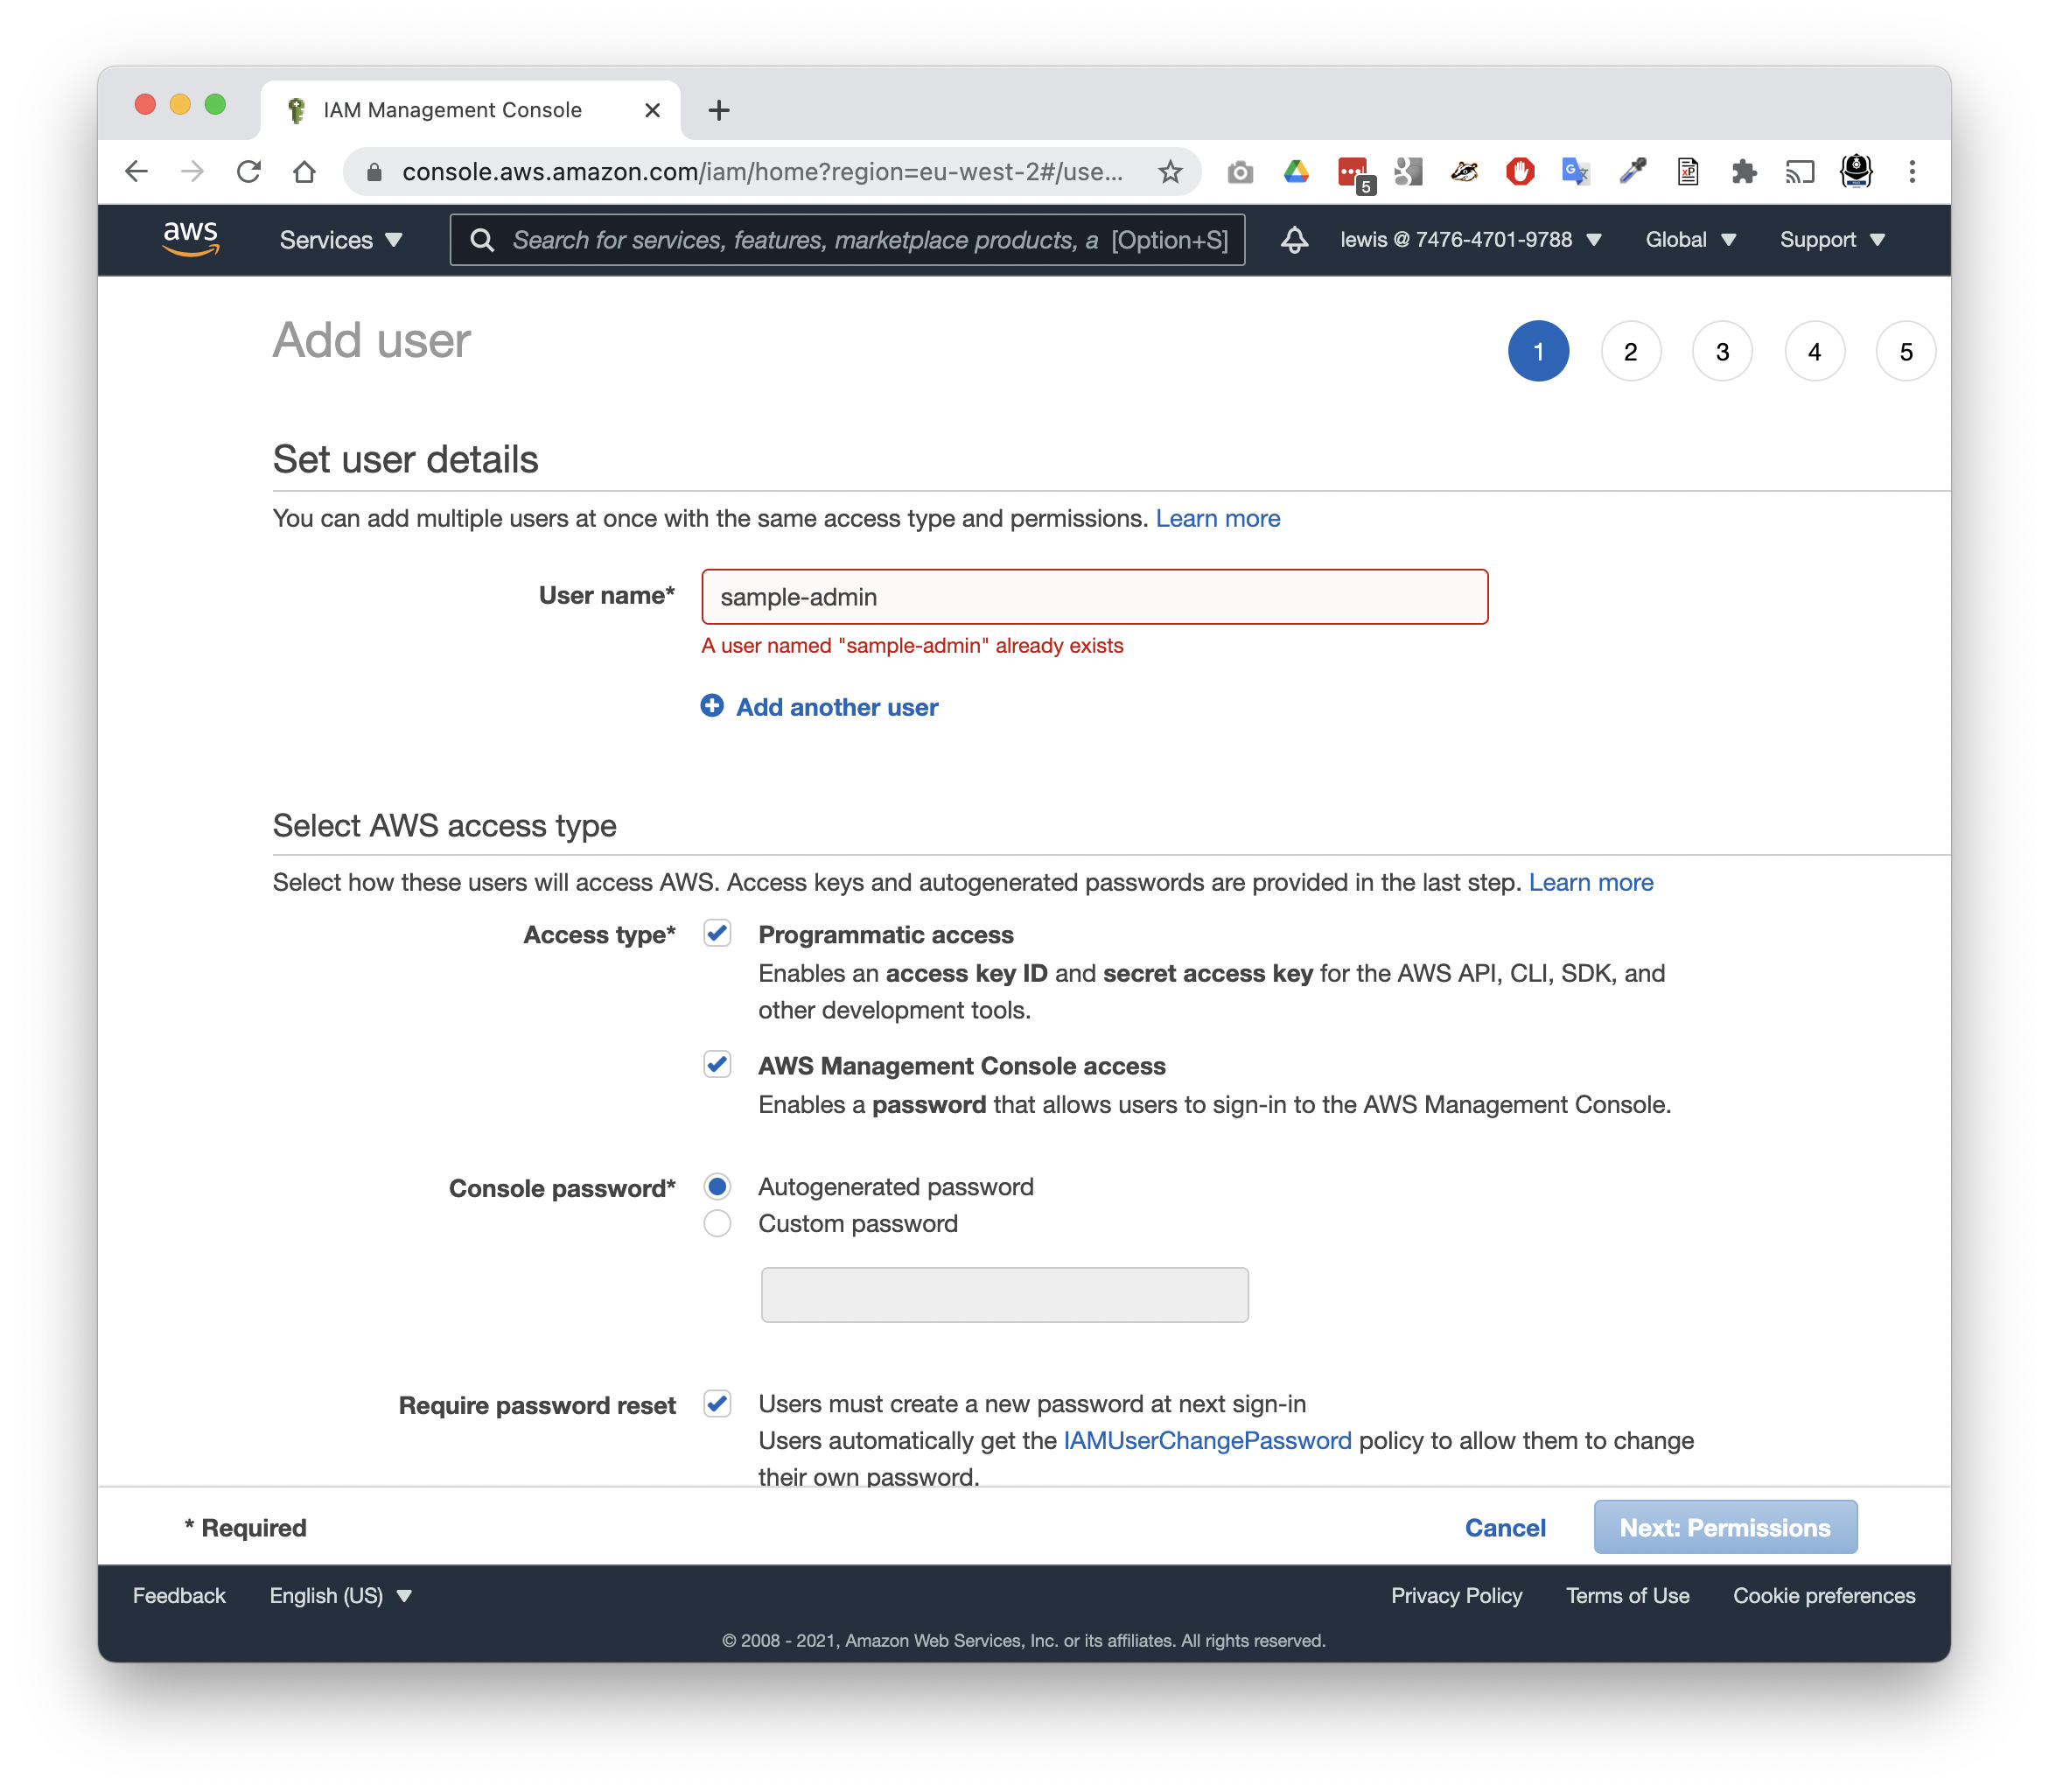 IAM Management Console
console.aws.amazon.com/iam/home?region=eu-west-2#/use...
5
aws
Services
Search for services, features, marketplace products, a [Option+S]
lewis @ 7476-4701-9788
Global
Support
Add user
1
2
3
4
5
Set user details
You can add multiple users at once with the same access type and permissions. Learn more
User name*
sample-admin
A user named "sample-admin" already exists
Add another user
Select AWS access type
Select how these users will access AWS. Access keys and autogenerated passwords are provided in the last step. Learn more
Access type*
Programmatic access
Enables an access key ID and secret access key for the AWS API, CLI, SDK, and
other development tools.
AWS Management Console access
Enables a password that allows users to sign-in to the AWS Management Console.
Console password*
Autogenerated password
Custom password
Require password reset
Users must create a new password at next sign-in
Users automatically get the IAMUserChangePassword policy to allow them to change
their own password.
* Required
Cancel
Next: Permissions
Feedback
English (US)
Privacy Policy
Terms of Use
Cookie preferences
© 2008 - 2021, Amazon Web Services, Inc. or its affiliates. All rights reserved.